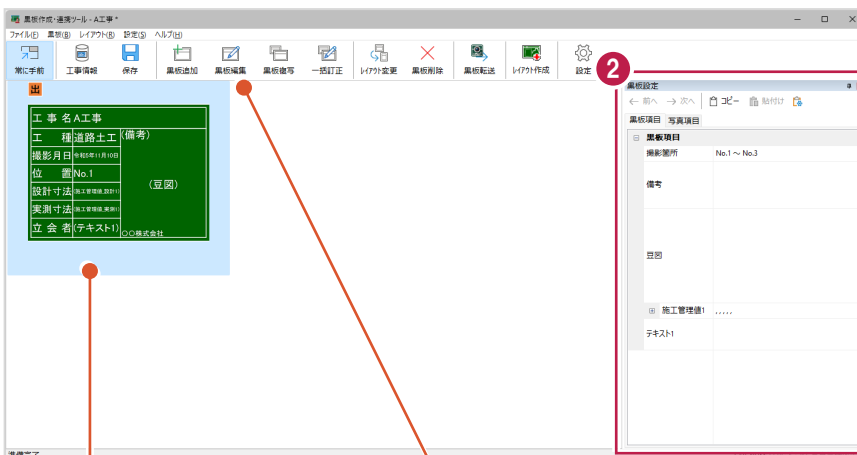 黒板作成・連携ツール - A工事 *
ファイル(F) 黒板(B) レイアウト(R) 設定(S) ヘルプ(H)
常に手前 工事情報 保存 黒板追加 黒板編集 黒板複写 一括訂正 レイアウト変更 黒板削除 黒板転送 レイアウト作成 設定
2
出
工事名 A工事
工種 道路土工 (備考)
撮影月日 令和5年11月10日
位置 No.1
(豆図)
設計寸法 (施工管理値,設計1)
実測寸法 (施工管理値,実測1)
立会者 (テキスト1) 〇〇株式会社
黒板設定
← 前へ → 次へ コピー 貼付け
黒板項目 写真項目
黒板項目
撮影箇所 No.1 ~ No.3
備考
豆図
施工管理値1 , , , , ,
テキスト1
準備完了